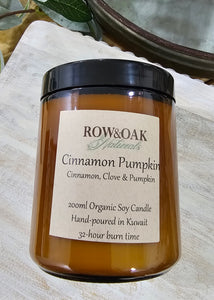 ROW&OAK
Naturals
Cinnamon Pumpkin
Cinnamon, Clove & Pumpkin
200ml Organic Soy Candle
Hand-poured in Kuwait
32-hour burn time